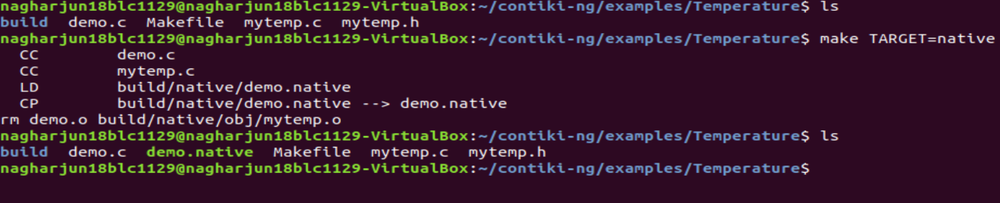 nagharjun18blc1129@nagharjun18blc1129-VirtualBox:~/contiki-ng/examples/Temperature$ ls
build  demo.c  Makefile  mytemp.c  mytemp.h
nagharjun18blc1129@nagharjun18blc1129-VirtualBox:~/contiki-ng/examples/Temperature$ make TARGET=native
  CC        demo.c
  CC        mytemp.c
  LD        build/native/demo.native
  CP        build/native/demo.native --> demo.native
rm demo.o build/native/obj/mytemp.o
nagharjun18blc1129@nagharjun18blc1129-VirtualBox:~/contiki-ng/examples/Temperature$ ls
build  demo.c  demo.native  Makefile  mytemp.c  mytemp.h
nagharjun18blc1129@nagharjun18blc1129-VirtualBox:~/contiki-ng/examples/Temperature$